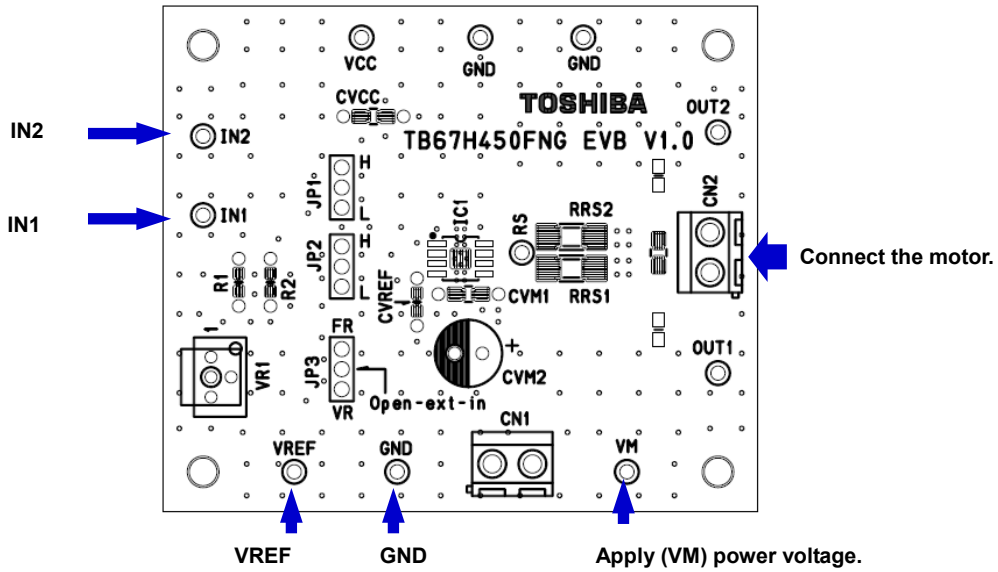 VCC
GND
GND
CVCC
TOSHIBA
OUT2
IN2
IN2
TB67H450FNG EVB V1.0
H
JP1
L
IC1
RS
RRS2
CN2
IN1
IN1
H
JP2
L
Connect the motor.
R1
R2
CVREF
CVM1
RRS1
1
VR1
FR
JP3
VR
+
CVM2
OUT1
Open-ext-in
CN1
VREF
GND
VM
VREF
GND
Apply (VM) power voltage.